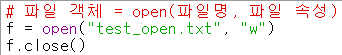 # 파일 객체 = open(파일명, 파일 속성)
f = open("test_open.txt", "w")
f.close()